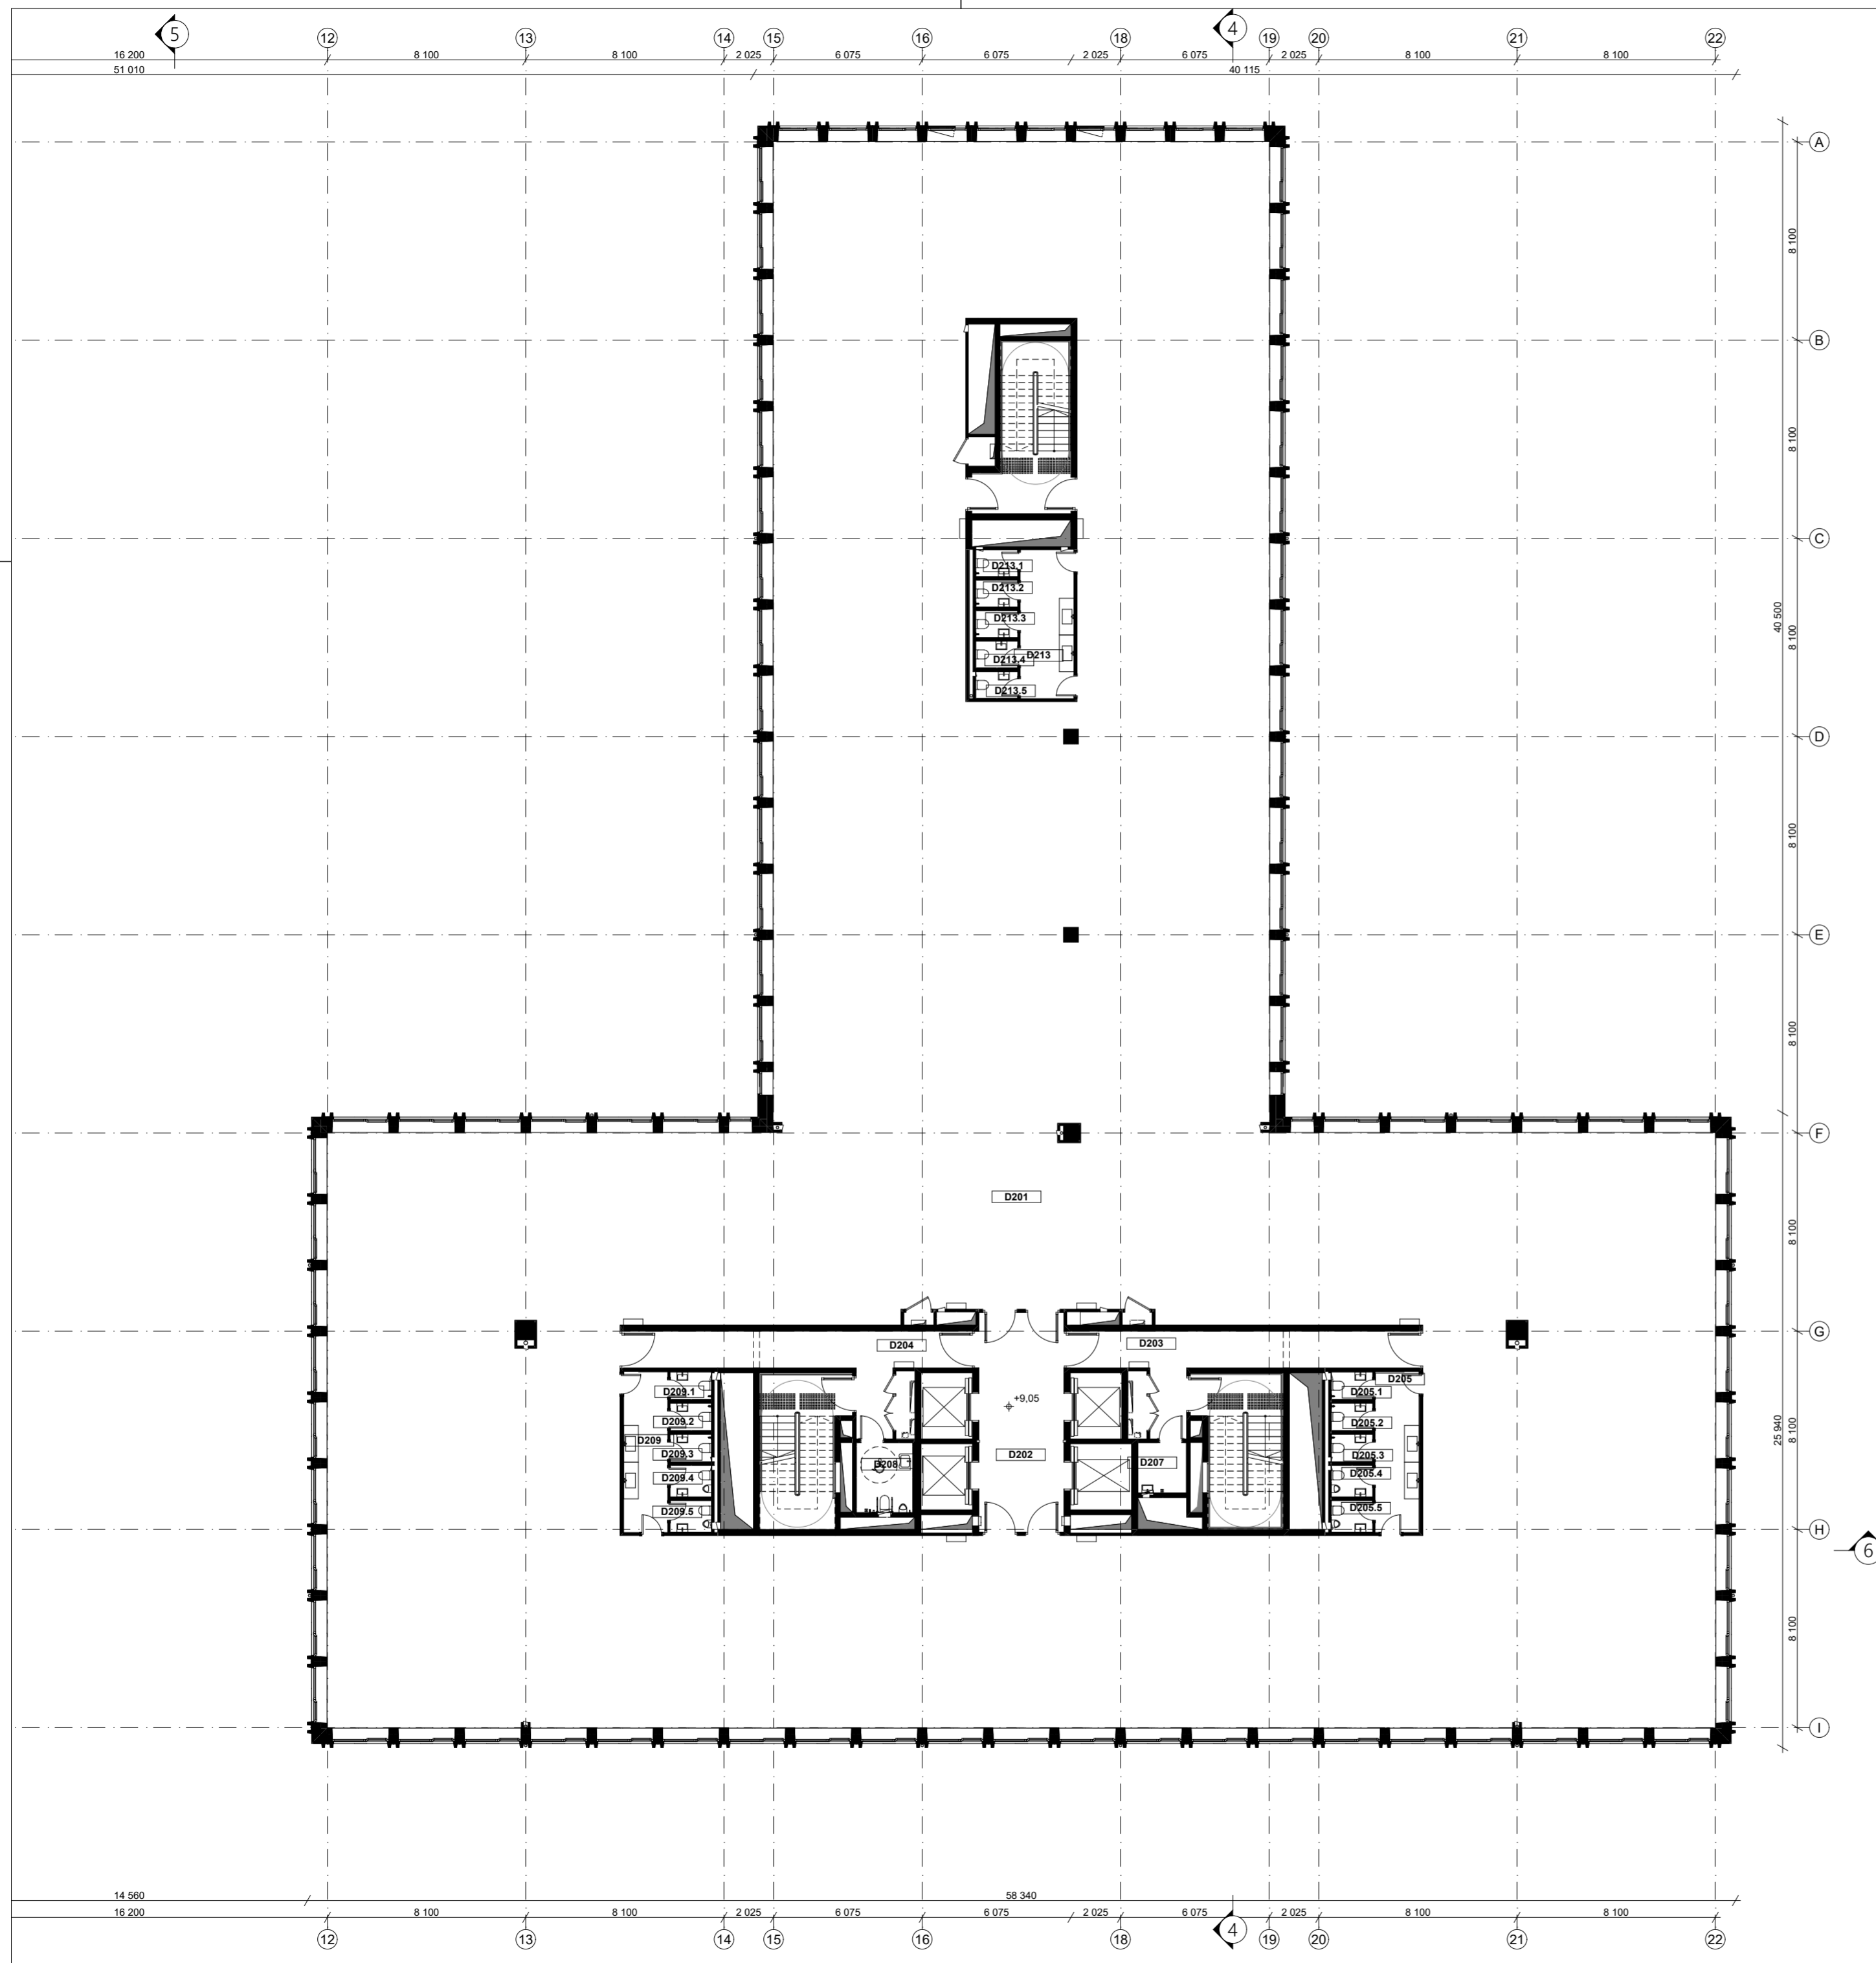 5
4
12
13
14
15
16
18
19
20
21
22
16 200
8 100
8 100
2 025
6 075
6 075
2 025
6 075
2 025
8 100
8 100
51 010
40 115
A
8 100
B
8 100
C
D213.1
D213.2
D213.3
40 500
8 100
D213.4
D213
D213.5
D
8 100
E
8 100
F
D201
8 100
G
D204
D203
D209.1
D205.1
D205
+9,05
D209.2
D205.2
D209
D209.3
D208
D202
D207
D205.3
25 940
8 100
D209.4
D205.4
D209.5
D205.5
H
6
8 100
I
14 560
58 340
16 200
8 100
8 100
2 025
6 075
6 075
2 025
6 075
2 025
8 100
8 100
4
12
13
14
15
16
18
19
20
21
22